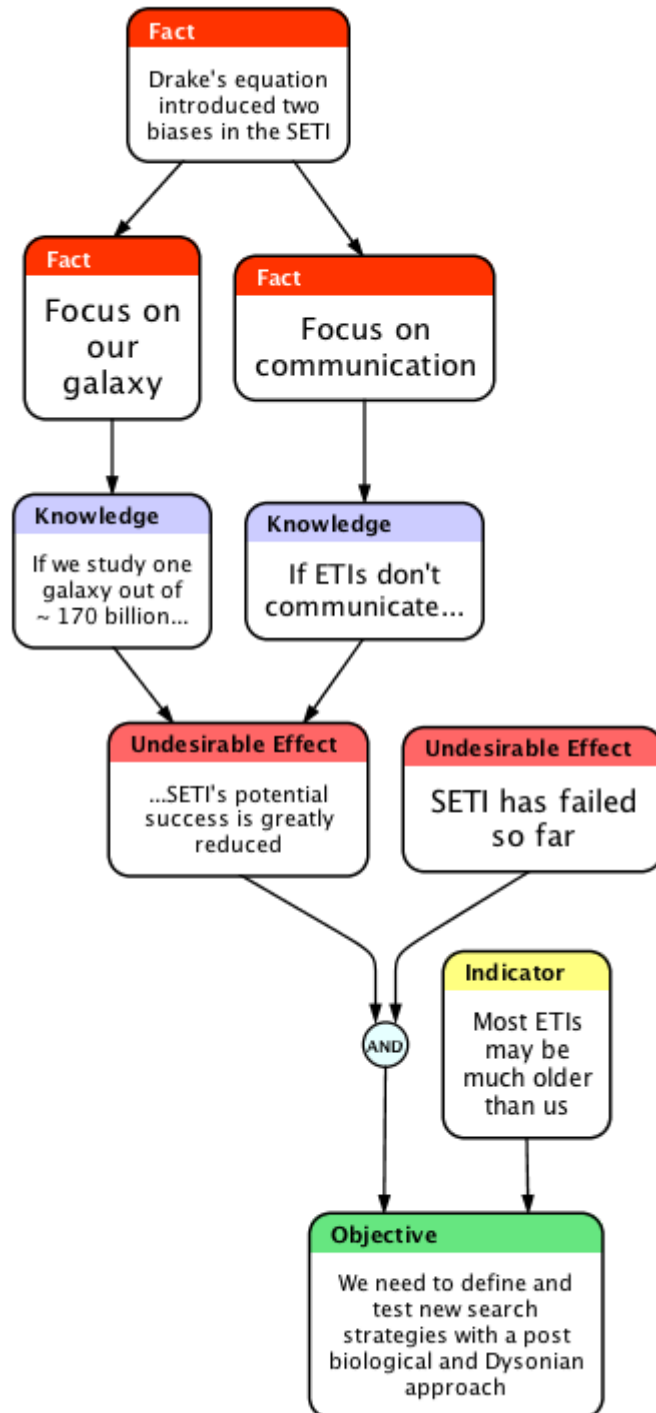 Fact
Drake's equation
introduced two
biases in the SETI
Fact
Focus on
our
galaxy
Fact
Focus on
communication
Knowledge
If we study one
galaxy out of
~ 170 billion...
Knowledge
If ETIs don't
communicate...
Undesirable Effect
...SETI's potential
success is greatly
reduced
Undesirable Effect
SETI has failed
so far
AND
Indicator
Most ETIs
may be
much older
than us
Objective
We need to define and
test new search
strategies with a post
biological and Dysonian
approach